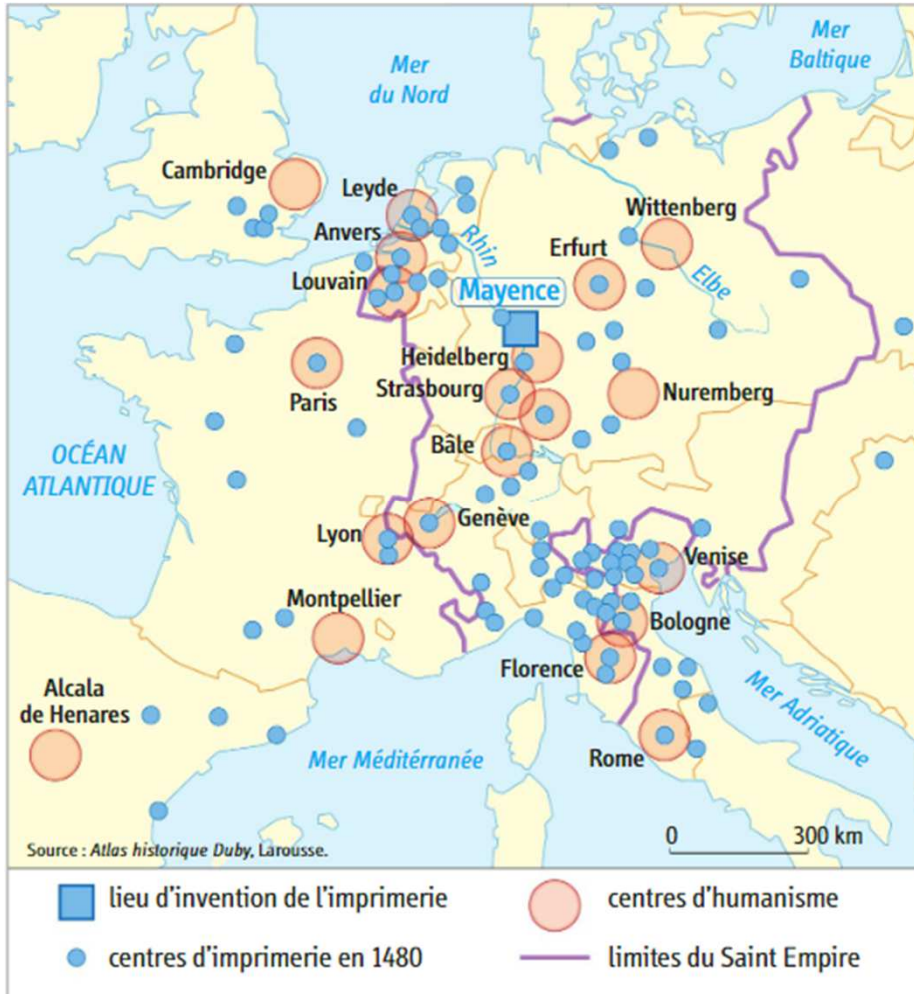 Mer
du Nord
Mer
Baltique
Cambridge
Leyde
Anvers
Louvain
Rhin
Wittenberg
Erfurt
Elbe
Mayence
Heidelberg
Strasbourg
Nuremberg
Paris
Bâle
OCÉAN
ATLANTIQUE
Lyon
Genève
Venise
Montpellier
Bologne
Florence
Alcala
de Henares
Mer Adriatique
Mer Méditérranée
Rome
Source : Atlas historique Duby, Larousse.
0 300 km
lieu d'invention de l'imprimerie
centres d'humanisme
centres d'imprimerie en 1480
limites du Saint Empire